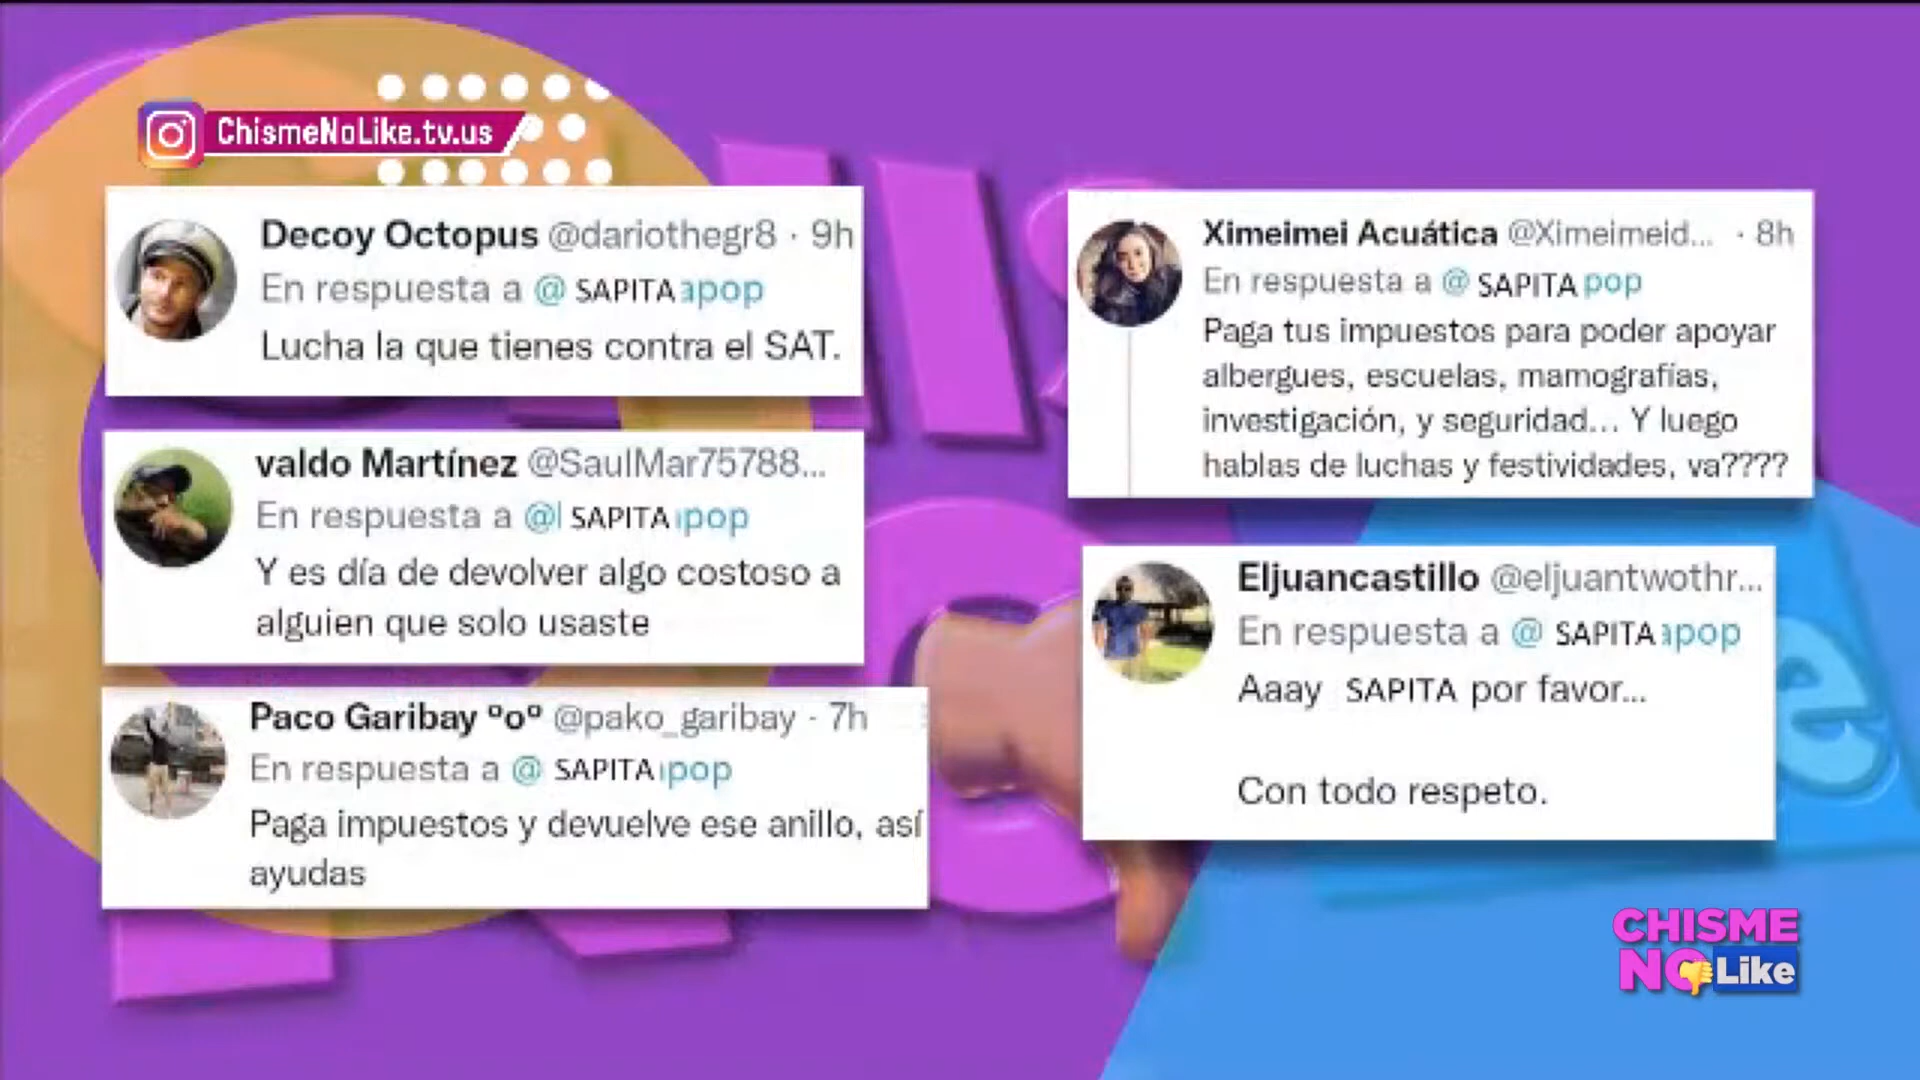 ChismeNoLike.tv.us
Decoy Octopus @dariothegr8 · 9h
En respuesta a @ SAPITA apop
Lucha la que tienes contra el SAT.
valdo Martínez @SaulMar75788...
En respuesta a @ SAPITA pop
Y es día de devolver algo costoso a
alguien que solo usaste
Paco Garibay ºoº @pako_garibay · 7h
En respuesta a @ SAPITA pop
Paga impuestos y devuelve ese anillo, así
ayudas
Ximeimei Acuática @Ximeimeid... · 8h
En respuesta a @ SAPITA pop
Paga tus impuestos para poder apoyar
albergues, escuelas, mamografías,
investigación, y seguridad... Y luego
hablas de luchas y festividades, va????
Eljuancastillo @eljuantwothr...
En respuesta a @ SAPITA apop
Aaay SAPITA por favor...
Con todo respeto.
CHISME
NO Like